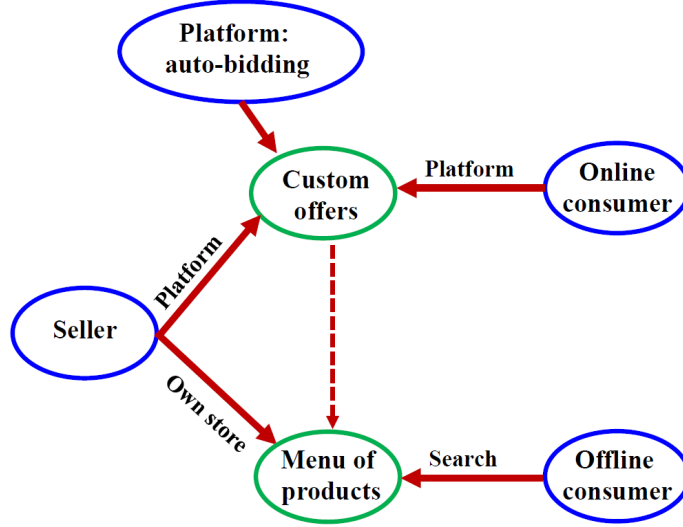 Platform:
auto-bidding
Custom
offers
Platform
Online
consumer
Platform
Seller
Own store
Menu of
products
Search
Offline
consumer